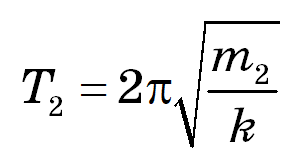 T₂ = 2π√(m₂/k)